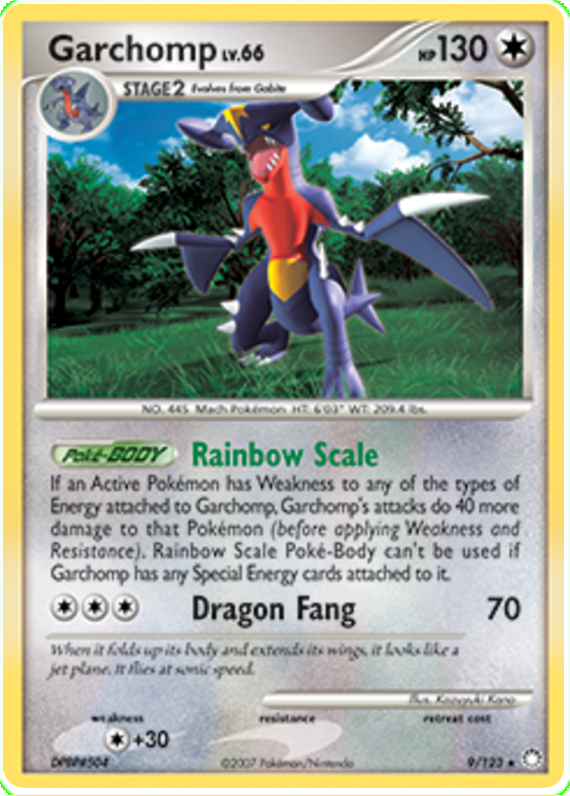 Garchomp LV.66 HP 130
STAGE 2 Evolves from Gabite
NO. 445 Mach Pokémon HT: 6'03" WT: 209.4 lbs.
Poké-BODY Rainbow Scale
If an Active Pokémon has Weakness to any of the types of
Energy attached to Garchomp, Garchomp's attacks do 40 more
damage to that Pokémon (before applying Weakness and
Resistance). Rainbow Scale Poké-Body can't be used if
Garchomp has any Special Energy cards attached to it.
Dragon Fang 70
When it folds up its body and extends its wings, it looks like a
jet plane. It flies at sonic speed.
Illus. Kazuyuki Kano
weakness resistance retreat cost
+30
DPBP#504 ©2007 Pokémon/Nintendo 9/123